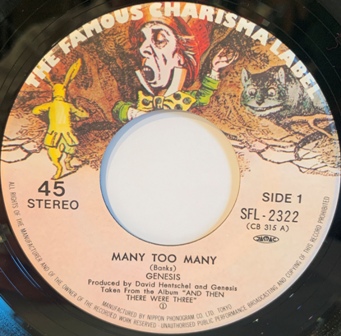 THE FAMOUS CHARISMA LABEL
45
STEREO
SIDE 1
SFL-2322
(CB 315 A)
MANY TOO MANY
(Banks)
GENESIS
Produced by David Hentschel and Genesis
Taken From the Album "AND THEN
THERE WERE THREE"
MANUFACTURED BY NIPPON PHONOGRAM CO. LTD. TOKYO
ALL RIGHTS OF THE MANUFACTURER AND OF THE OWNER OF THE RECORDED WORK RESERVED · UNAUTHORISED PUBLIC PERFORMANCE BROADCASTING AND COPYING OF THIS RECORD PROHIBITED